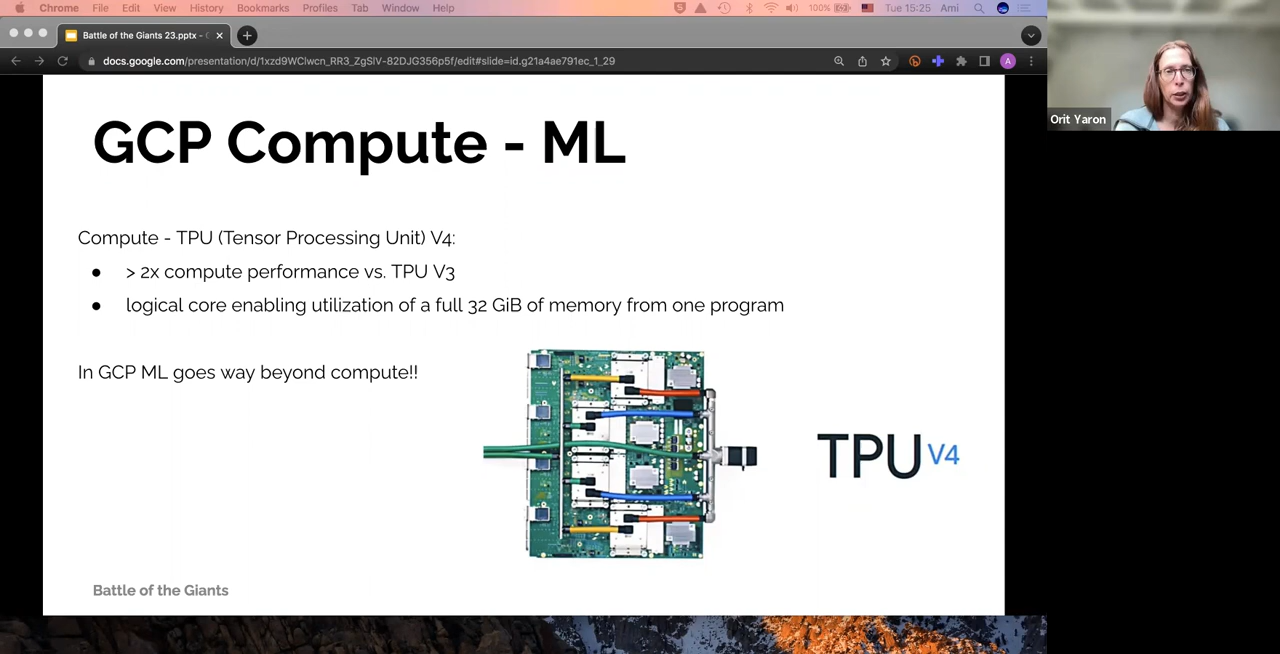 Chrome File Edit View History Bookmarks Profiles Tab Window Help 100% Tue 15:25 Ami
Battle of the Giants 23.pptx - G
docs.google.com/presentation/d/1xzd9WClwcn_RR3_ZgSlV-82DJG356p5f/edit#slide=id.g21a4ae791ec_1_29
A
Orit Yaron
GCP Compute - ML
Compute - TPU (Tensor Processing Unit) V4:
● > 2x compute performance vs. TPU V3
● logical core enabling utilization of a full 32 GiB of memory from one program
In GCP ML goes way beyond compute!!
TPU V4
Battle of the Giants